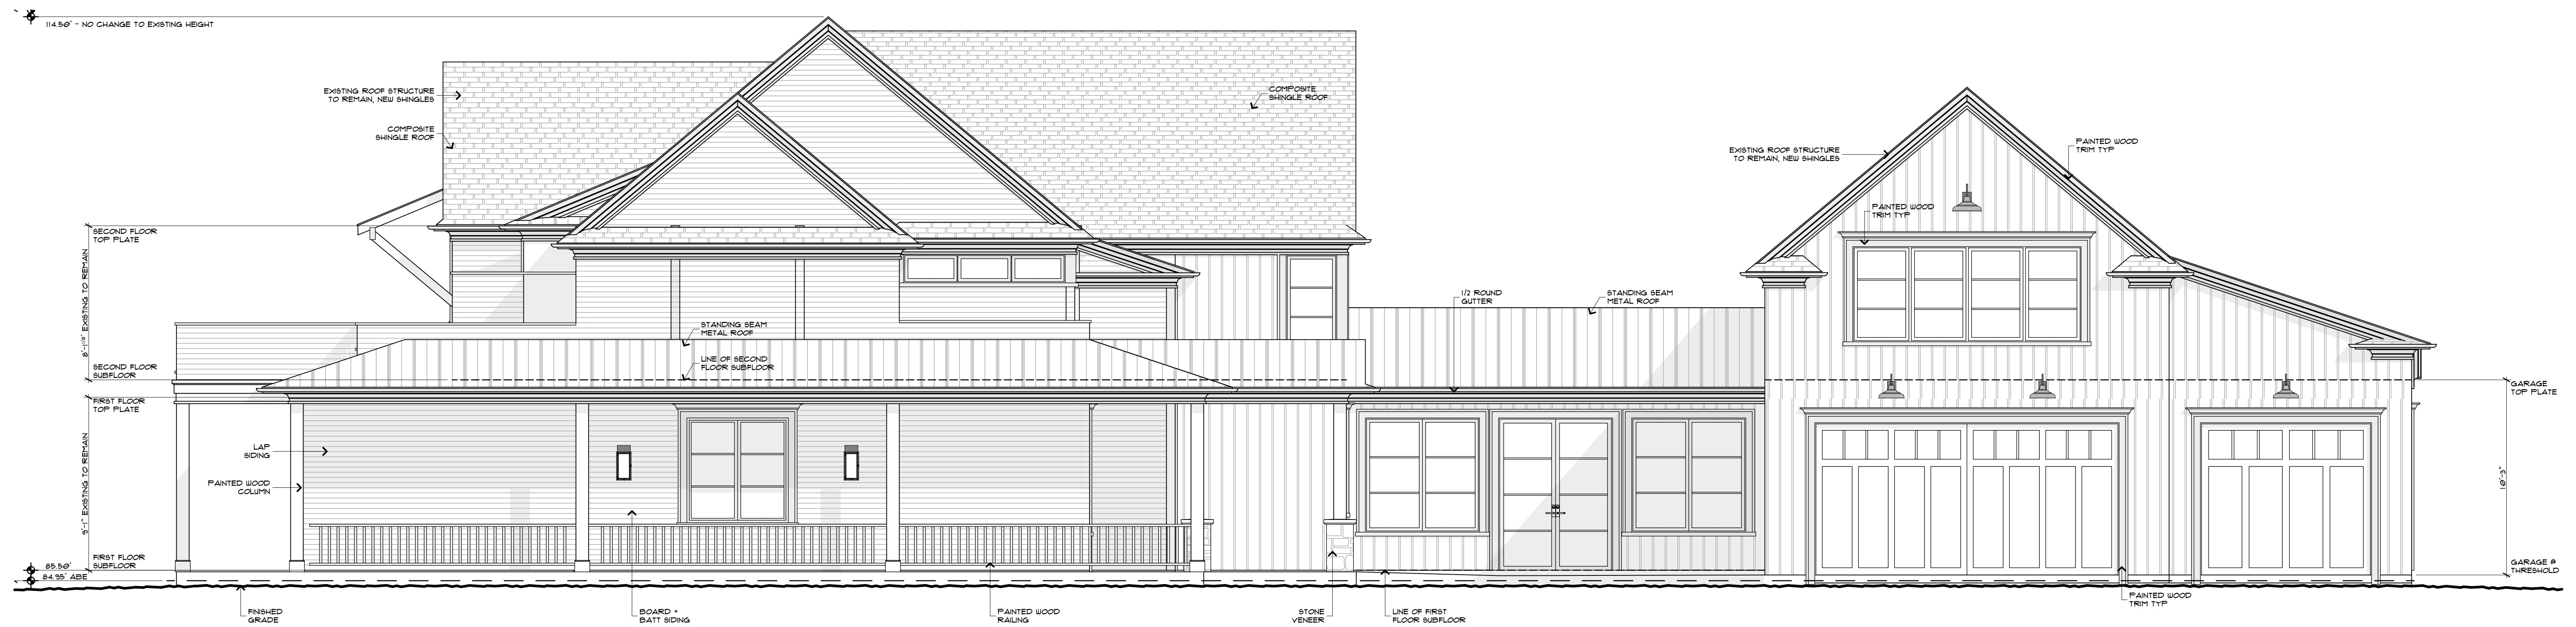 114.50' - NO CHANGE TO EXISTING HEIGHT
EXISTING ROOF STRUCTURE
TO REMAIN, NEW SHINGLES
COMPOSITE
SHINGLE ROOF
COMPOSITE
SHINGLE ROOF
EXISTING ROOF STRUCTURE
TO REMAIN, NEW SHINGLES
PAINTED WOOD
TRIM TYP
PAINTED WOOD
TRIM TYP
SECOND FLOOR
TOP PLATE
EXISTING TO REMAIN
SECOND FLOOR
SUBFLOOR
STANDING SEAM
METAL ROOF
LINE OF SECOND
FLOOR SUBFLOOR
1/2 ROUND
GUTTER
STANDING SEAM
METAL ROOF
FIRST FLOOR
TOP PLATE
GARAGE
TOP PLATE
9'-1" EXISTING TO REMAIN
LAP
SIDING
PAINTED WOOD
COLUMN
10'-3"
FIRST FLOOR
SUBFLOOR
85.50'
84.95' ABE
GARAGE @
THRESHOLD
FINISHED
GRADE
BOARD +
BATT SIDING
PAINTED WOOD
RAILING
STONE
VENEER
LINE OF FIRST
FLOOR SUBFLOOR
PAINTED WOOD
TRIM TYP